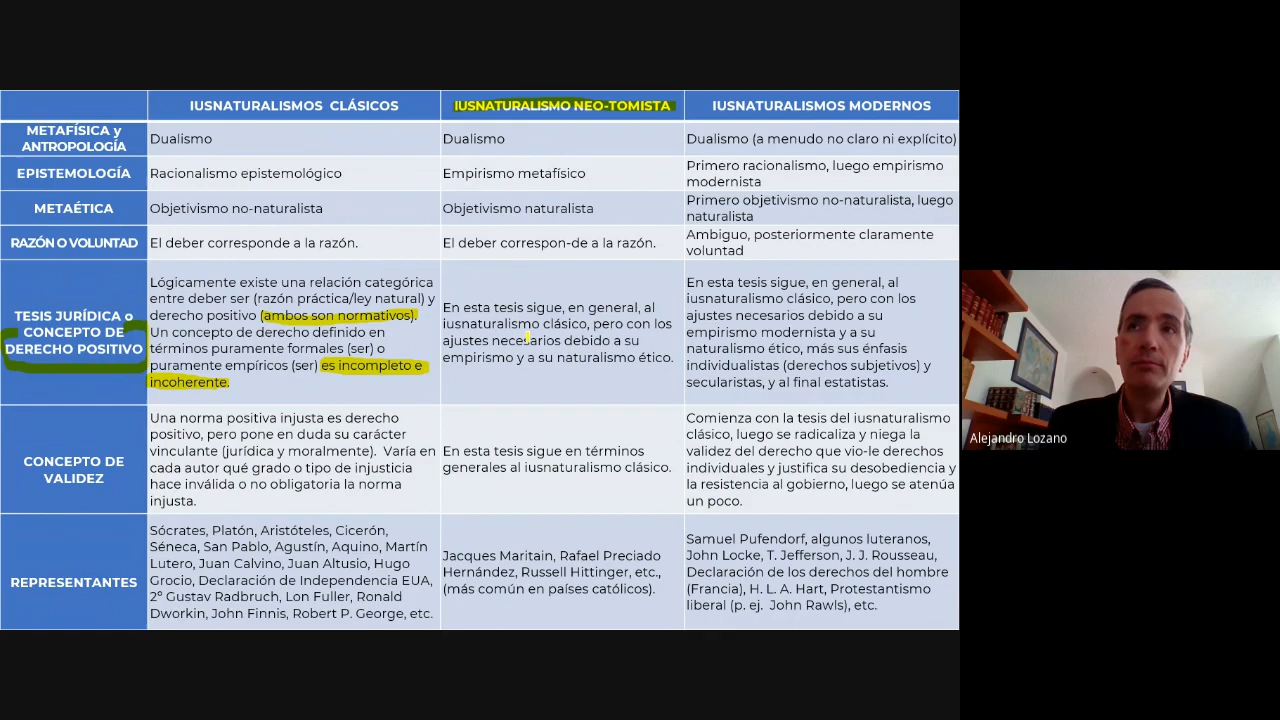 IUSNATURALISMOS CLÁSICOS
IUSNATURALISMO NEO-TOMISTA
IUSNATURALISMOS MODERNOS
METAFÍSICA y
ANTROPOLOGÍA
Dualismo
Dualismo
Dualismo (a menudo no claro ni explícito)
EPISTEMOLOGÍA
Racionalismo epistemológico
Empirismo metafísico
Primero racionalismo, luego empirismo
modernista
METAÉTICA
Objetivismo no-naturalista
Objetivismo naturalista
Primero objetivismo no-naturalista, luego
naturalista
RAZÓN O VOLUNTAD
El deber corresponde a la razón.
El deber correspon-de a la razón.
Ambiguo, posteriormente claramente
voluntad
TESIS JURÍDICA o
CONCEPTO DE
DERECHO POSITIVO
Lógicamente existe una relación categórica
entre deber ser (razón práctica/ley natural) y
derecho positivo (ambos son normativos).
Un concepto de derecho definido en
términos puramente formales (ser) o
puramente empíricos (ser) es incompleto e
incoherente.
En esta tesis sigue, en general, al
iusnaturalismo clásico, pero con los
ajustes necesarios debido a su
empirismo y a su naturalismo ético.
En esta tesis sigue, en general, al
iusnaturalismo clásico, pero con los
ajustes necesarios debido a su
empirismo modernista y a su
naturalismo ético, más sus énfasis
individualistas (derechos subjetivos) y
secularistas, y al final estatistas.
CONCEPTO DE
VALIDEZ
Una norma positiva injusta es derecho
positivo, pero pone en duda su carácter
vinculante (jurídica y moralmente). Varía en
cada autor qué grado o tipo de injusticia
hace inválida o no obligatoria la norma
injusta.
En esta tesis sigue en términos
generales al iusnaturalismo clásico.
Comienza con la tesis del iusnaturalismo
clásico, luego se radicaliza y niega la
validez del derecho que vio-le derechos
individuales y justifica su desobediencia y
la resistencia al gobierno, luego se atenúa
un poco.
REPRESENTANTES
Sócrates, Platón, Aristóteles, Cicerón,
Séneca, San Pablo, Agustín, Aquino, Martín
Lutero, Juan Calvino, Juan Altusio, Hugo
Grocio, Declaración de Independencia EUA,
2º Gustav Radbruch, Lon Fuller, Ronald
Dworkin, John Finnis, Robert P. George, etc.
Jacques Maritain, Rafael Preciado
Hernández, Russell Hittinger, etc.,
(más común en países católicos).
Samuel Pufendorf, algunos luteranos,
John Locke, T. Jefferson, J. J. Rousseau,
Declaración de los derechos del hombre
(Francia), H. L. A. Hart, Protestantismo
liberal (p. ej. John Rawls), etc.
Alejandro Lozano